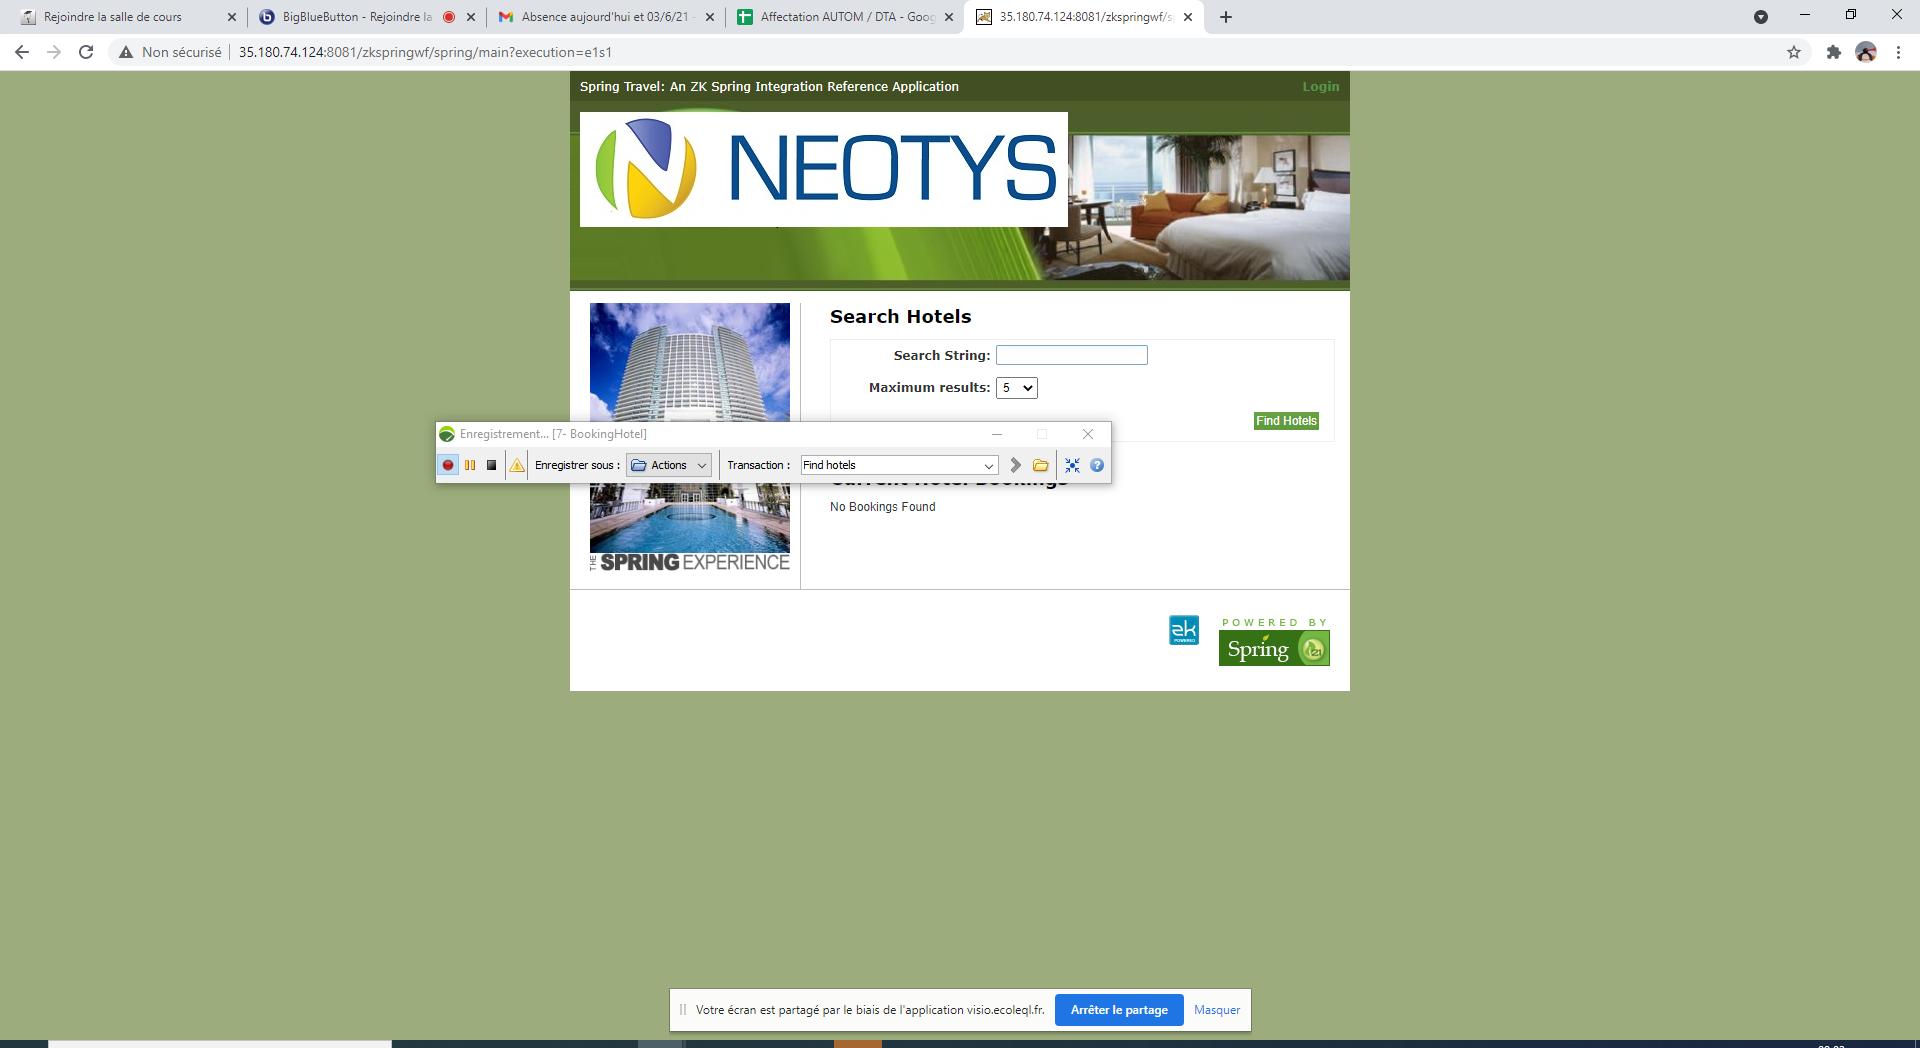 Rejoindre la salle de cours
BigBlueButton - Rejoindre la
Absence aujourd'hui et 03/6/21 -
Affectation AUTOM / DTA - Goog
35.180.74.124:8081/zkspringwf/s
Non sécurisé
35.180.74.124:8081/zkspringwf/spring/main?execution=e1s1
Spring Travel: An ZK Spring Integration Reference Application
Login
NEOTYS
Search Hotels
Search String:
Maximum results:
5
Find Hotels
Enregistrement... [7- BookingHotel]
Enregistrer sous :
Actions
Transaction :
Find hotels
Current Hotel Bookings
No Bookings Found
THE SPRING EXPERIENCE
zk
POWERED
POWERED BY
Spring
Votre écran est partagé par le biais de l'application visio.ecoleql.fr.
Arrêter le partage
Masquer